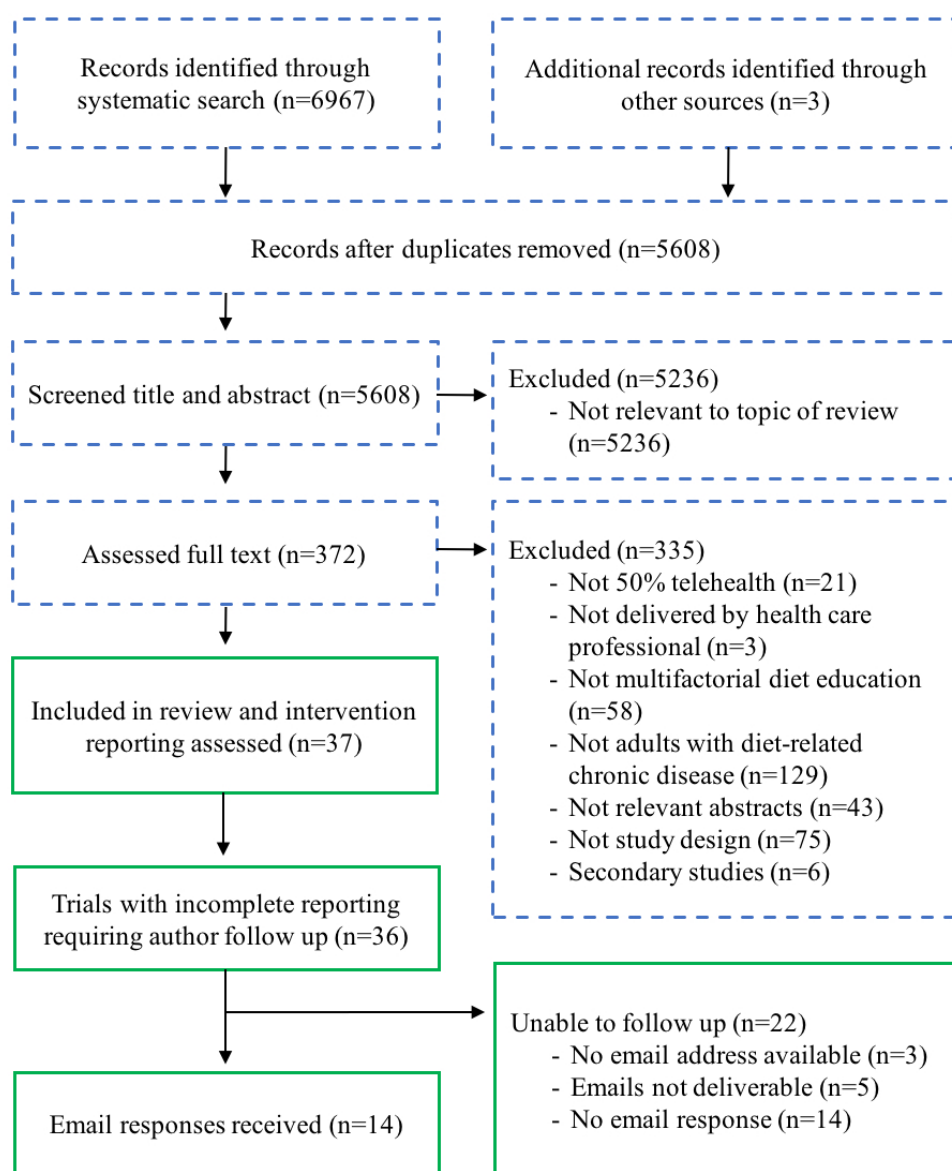 Records identified through
systematic search (n=6967)
Additional records identified through
other sources (n=3)
Records after duplicates removed (n=5608)
Screened title and abstract (n=5608)
Excluded (n=5236)
- Not relevant to topic of review
(n=5236)
Assessed full text (n=372)
Excluded (n=335)
- Not 50% telehealth (n=21)
- Not delivered by health care
professional (n=3)
- Not multifactorial diet education
(n=58)
- Not adults with diet-related
chronic disease (n=129)
- Not relevant abstracts (n=43)
- Not study design (n=75)
- Secondary studies (n=6)
Included in review and intervention
reporting assessed (n=37)
Trials with incomplete reporting
requiring author follow up (n=36)
Unable to follow up (n=22)
- No email address available (n=3)
- Emails not deliverable (n=5)
- No email response (n=14)
Email responses received (n=14)